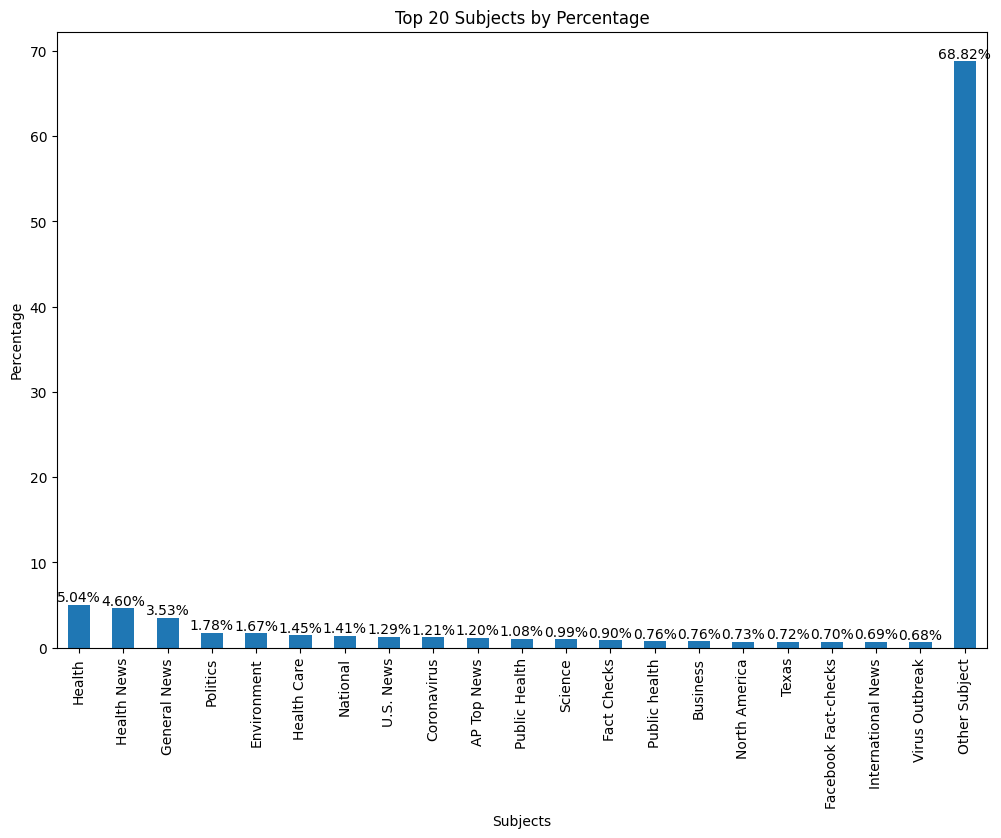 Top 20 Subjects by Percentage
70
60
50
40
30
20
10
0
Percentage
5.04%
4.60%
3.53%
1.78%
1.67%
1.45%
1.41%
1.29%
1.21%
1.20%
1.08%
0.99%
0.90%
0.76%
0.76%
0.73%
0.72%
0.70%
0.69%
0.68%
68.82%
Health
Health News
General News
Politics
Environment
Health Care
National
U.S. News
Coronavirus
AP Top News
Public Health
Science
Fact Checks
Public health
Business
North America
Texas
Facebook Fact-checks
International News
Virus Outbreak
Other Subject
Subjects